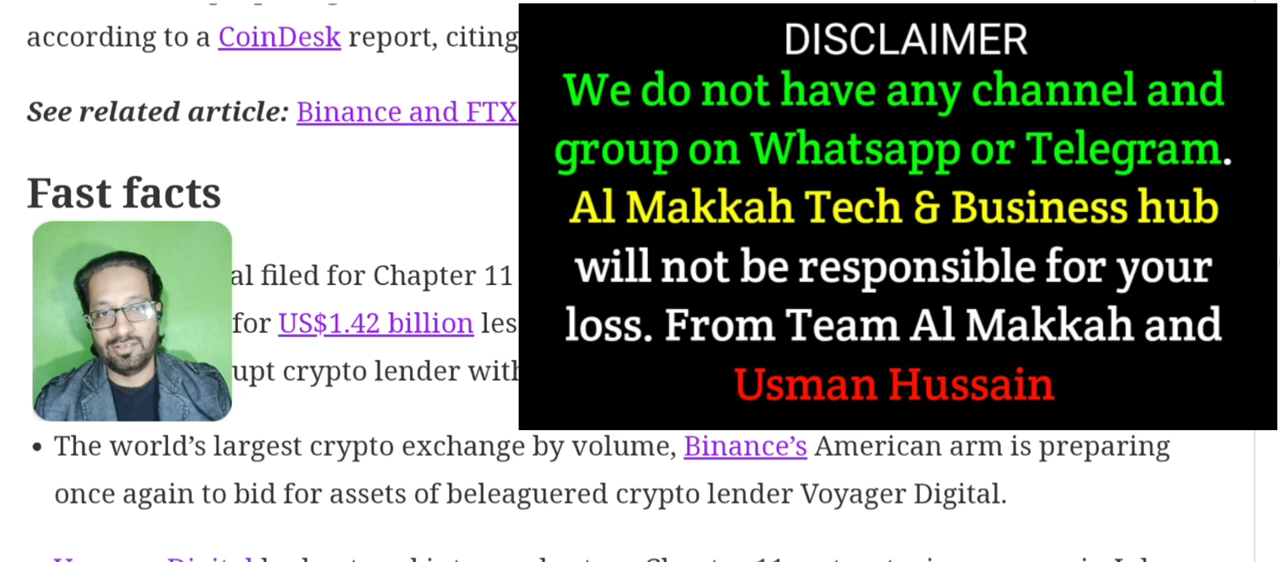 according to a CoinDesk report, citing
See related article: Binance and FTX
Fast facts
al filed for Chapter 11
for US$1.42 billion les
upt crypto lender with
DISCLAIMER
We do not have any channel and
group on Whatsapp or Telegram.
Al Makkah Tech & Business hub
will not be responsible for your
loss. From Team Al Makkah and
Usman Hussain
• The world’s largest crypto exchange by volume, Binance’s American arm is preparing
once again to bid for assets of beleaguered crypto lender Voyager Digital.